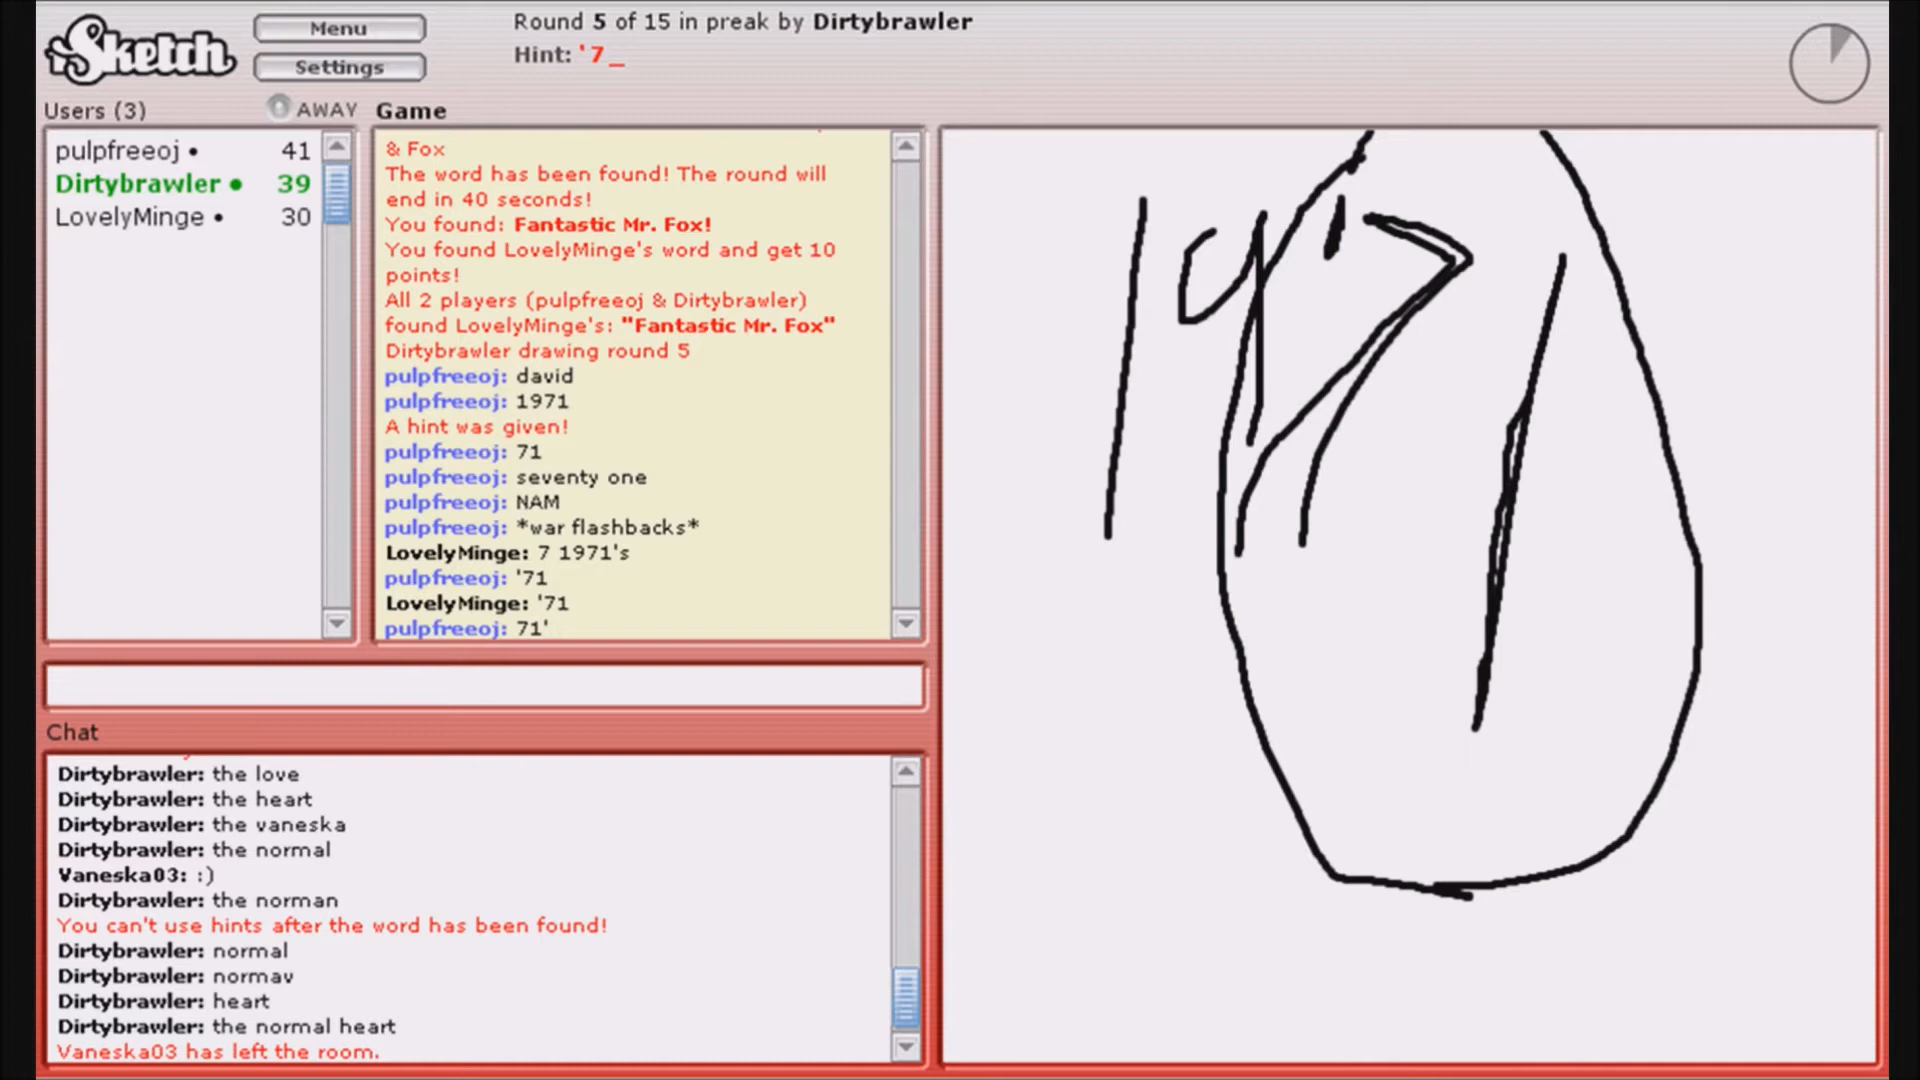 iSketch
Menu
Settings
Round 5 of 15 in preak by Dirtybrawler
Hint: '7_
Users (3)
AWAY
Game
pulpfreeoj • 41
Dirtybrawler • 39
LovelyMinge • 30
& Fox
The word has been found! The round will
end in 40 seconds!
You found: Fantastic Mr. Fox!
You found LovelyMinge's word and get 10
points!
All 2 players (pulpfreeoj & Dirtybrawler)
found LovelyMinge's: "Fantastic Mr. Fox"
Dirtybrawler drawing round 5
pulpfreeoj: david
pulpfreeoj: 1971
A hint was given!
pulpfreeoj: 71
pulpfreeoj: seventy one
pulpfreeoj: NAM
pulpfreeoj: *war flashbacks*
LovelyMinge: 7 1971's
pulpfreeoj: '71
LovelyMinge: '71
pulpfreeoj: 71'
19'71
Chat
Dirtybrawler: the love
Dirtybrawler: the heart
Dirtybrawler: the vaneska
Dirtybrawler: the normal
Vaneska03: :)
Dirtybrawler: the norman
You can't use hints after the word has been found!
Dirtybrawler: normal
Dirtybrawler: normav
Dirtybrawler: heart
Dirtybrawler: the normal heart
Vaneska03 has left the room.